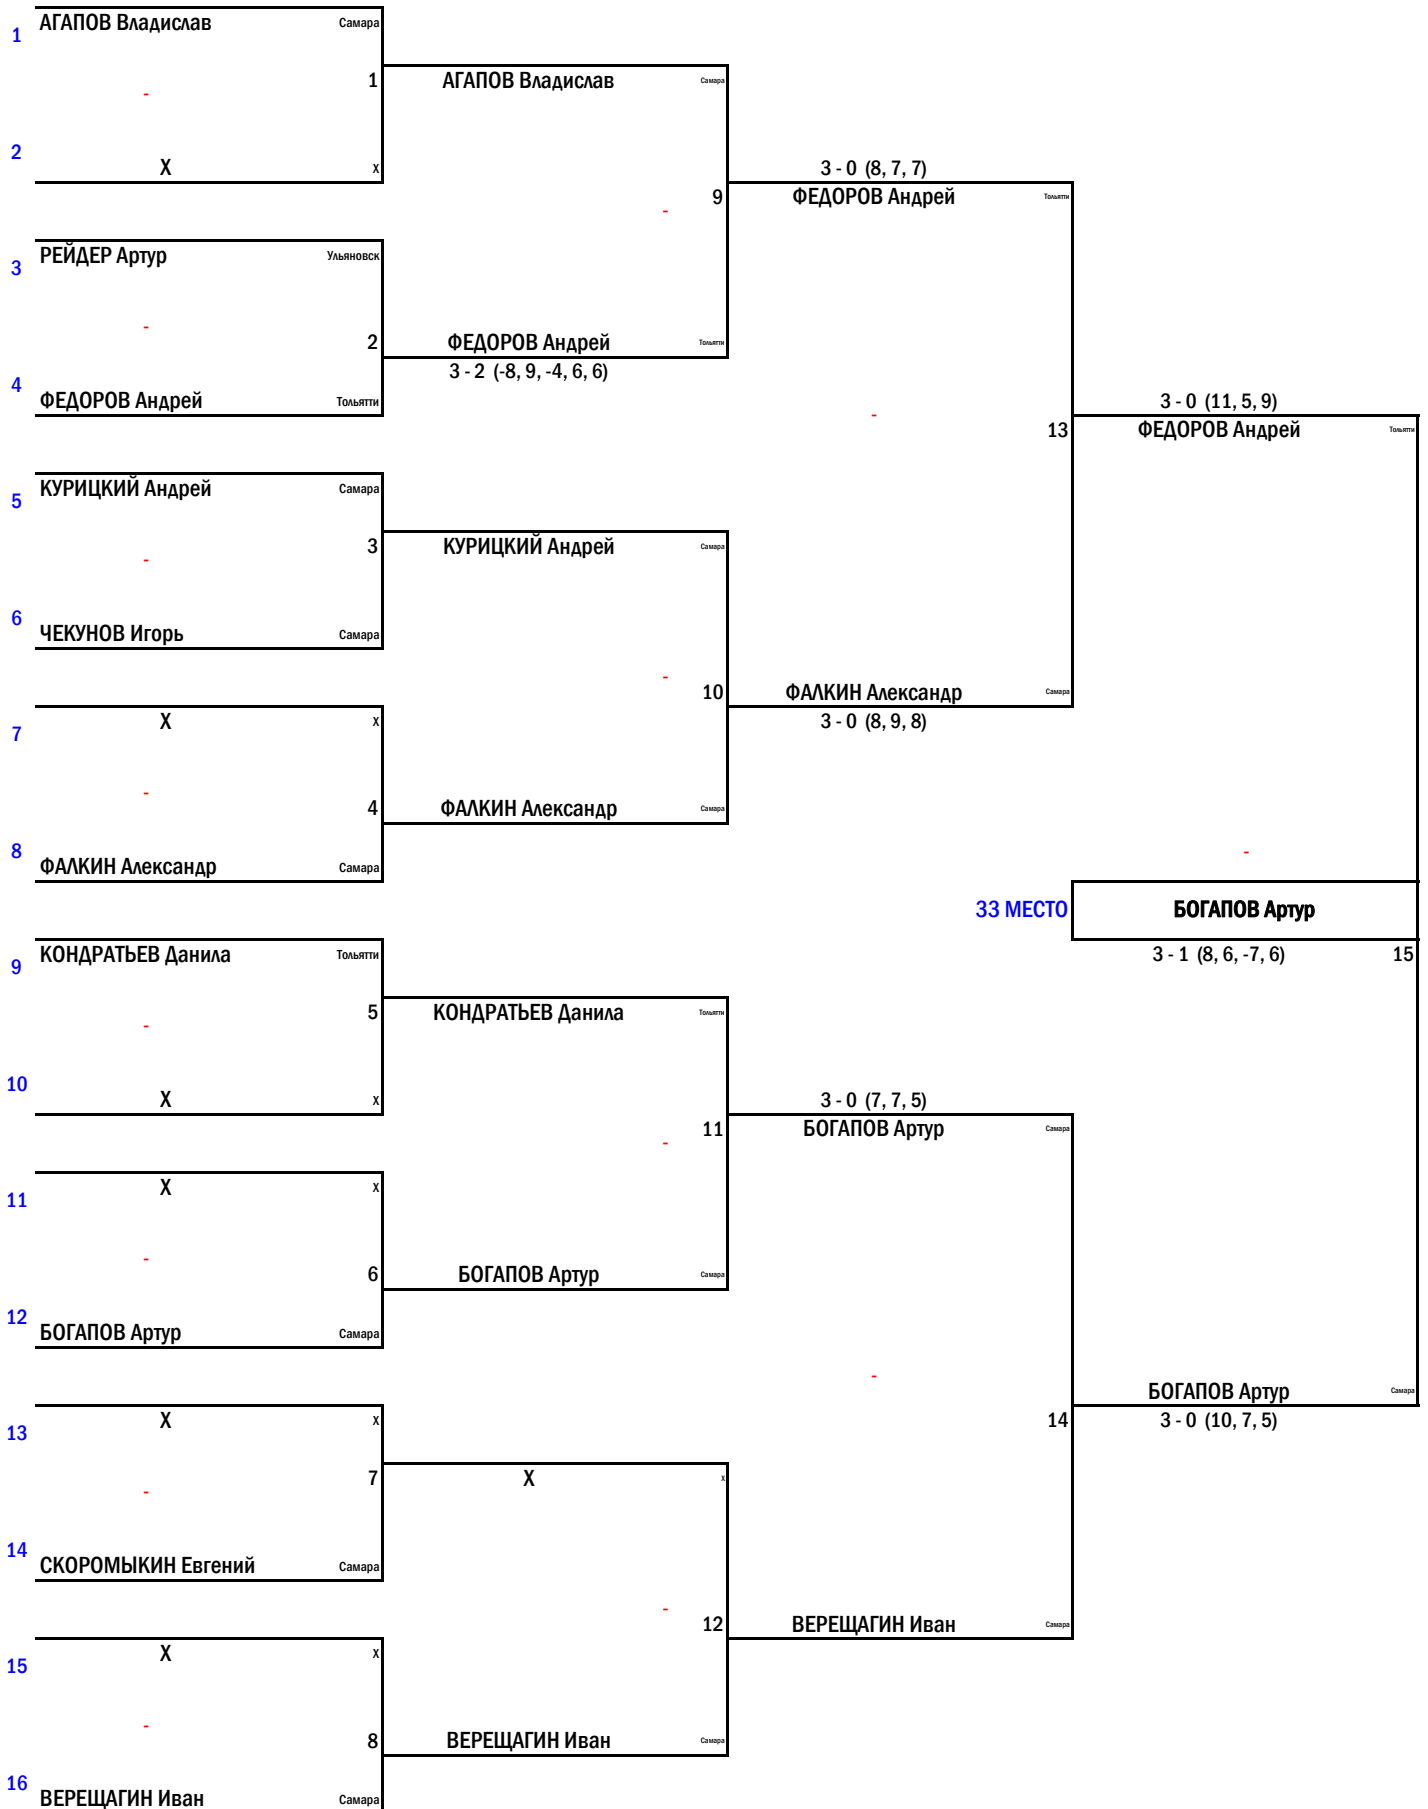 1 АГАПОВ Владислав Самара
1 АГАПОВ Владислав Самара
-
2 X X
3 - 0 (8, 7, 7)
9 ФЕДОРОВ Андрей Тольятти
-
3 РЕЙДЕР Артур Ульяновск
-
2 ФЕДОРОВ Андрей Тольятти
3 - 2 (-8, 9, -4, 6, 6)
4 ФЕДОРОВ Андрей Тольятти
3 - 0 (11, 5, 9)
-
13 ФЕДОРОВ Андрей Тольятти
5 КУРИЦКИЙ Андрей Самара
3 КУРИЦКИЙ Андрей Самара
-
6 ЧЕКУНОВ Игорь Самара
-
10 ФАЛКИН Александр Самара
7 X X
3 - 0 (8, 9, 8)
-
4 ФАЛКИН Александр Самара
8 ФАЛКИН Александр Самара
-
33 МЕСТО БОГАПОВ Артур
9 КОНДРАТЬЕВ Данила Тольятти
3 - 1 (8, 6, -7, 6) 15
5 КОНДРАТЬЕВ Данила Тольятти
-
10 X X
3 - 0 (7, 7, 5)
11 БОГАПОВ Артур Самара
-
11 X X
-
6 БОГАПОВ Артур Самара
12 БОГАПОВ Артур Самара
-
БОГАПОВ Артур Самара
13 X X
14 3 - 0 (10, 7, 5)
7 X X
-
14 СКОРОМЫКИН Евгений Самара
-
12 ВЕРЕЩАГИН Иван Самара
15 X X
-
8 ВЕРЕЩАГИН Иван Самара
16 ВЕРЕЩАГИН Иван Самара